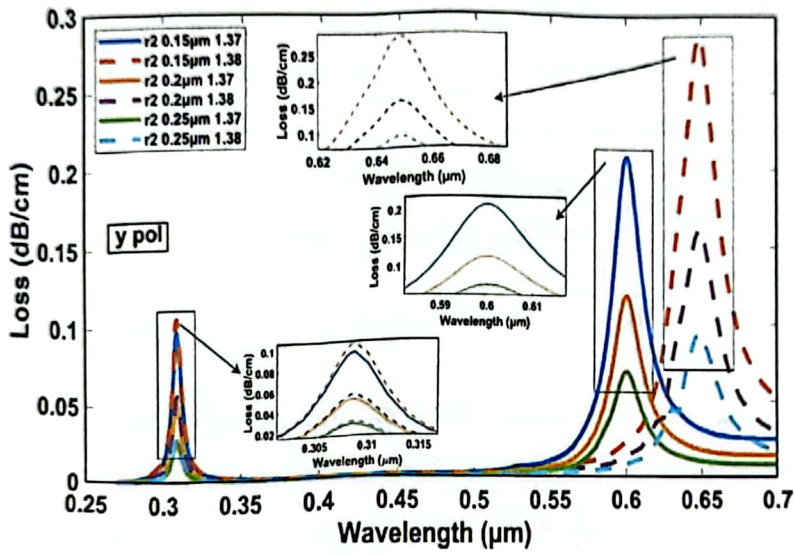 0.3
0.25
0.2
0.15
0.1
0.05
0
Loss (dB/cm)
r2 0.15μm 1.37
r2 0.15μm 1.38
r2 0.2μm 1.37
r2 0.2μm 1.38
r2 0.25μm 1.37
r2 0.25μm 1.38
y pol
0.25
0.2
0.15
0.1
Loss (dB/cm)
0.62 0.64 0.66 0.68
Wavelength (μm)
0.2
0.15
0.1
Loss (dB/cm)
0.59 0.6 0.61
Wavelength (μm)
0.1
0.08
0.06
0.04
0.02
Loss (dB/cm)
0.305 0.31 0.315
Wavelength (μm)
0.25 0.3 0.35 0.4 0.45 0.5 0.55 0.6 0.65 0.7
Wavelength (μm)